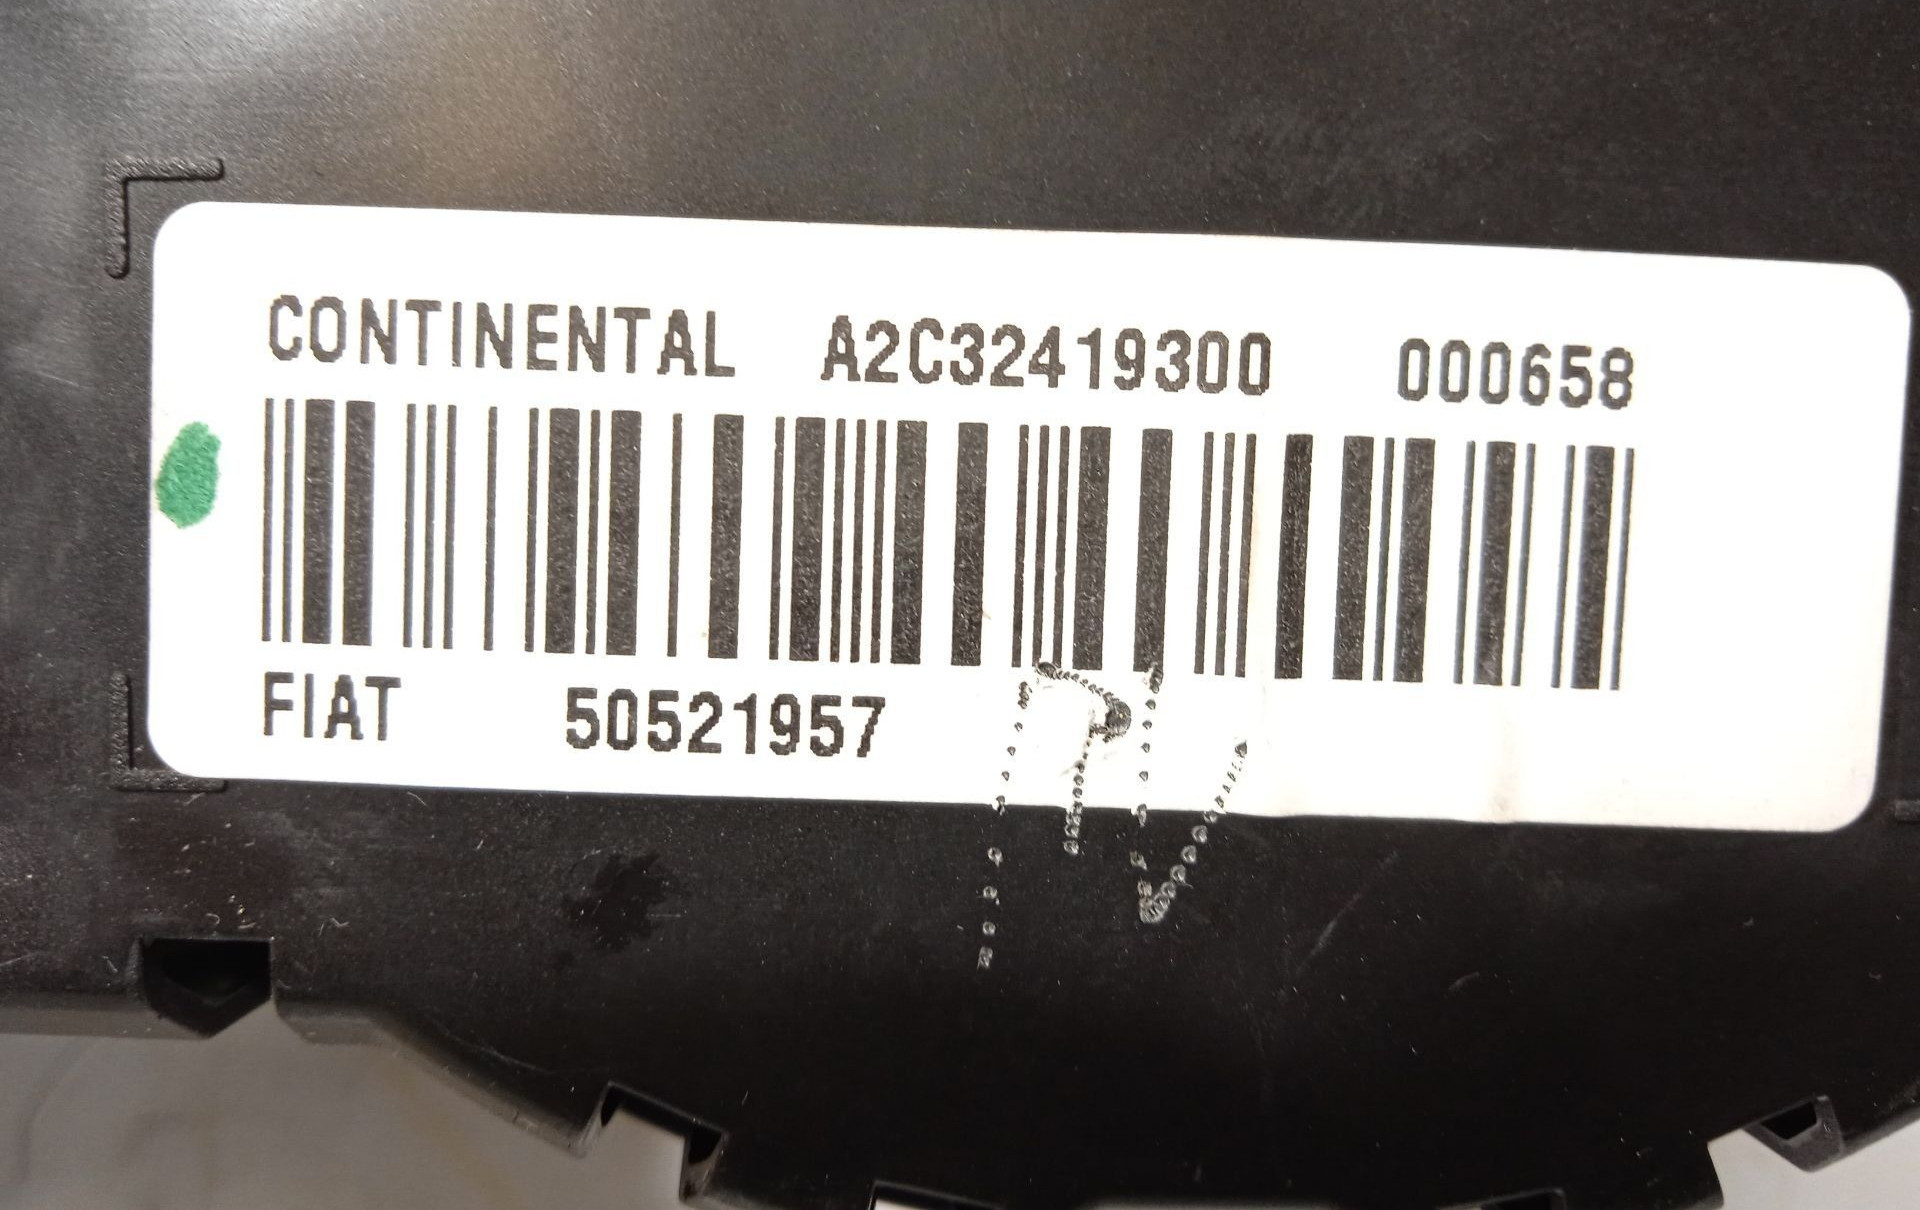 CONTINENTAL A2C32419300 000658
FIAT 50521957